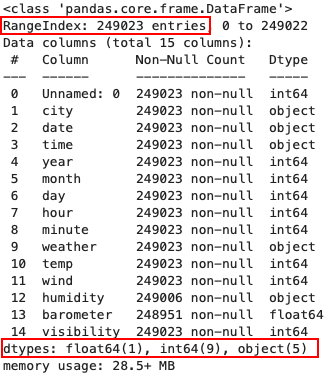 <class 'pandas.core.frame.DataFrame'>
RangeIndex: 249023 entries, 0 to 249022
Data columns (total 15 columns):
 #   Column      Non-Null Count   Dtype
---  ------      --------------   -----
 0   Unnamed: 0  249023 non-null  int64
 1   city        249023 non-null  object
 2   date        249023 non-null  object
 3   time        249023 non-null  object
 4   year        249023 non-null  int64
 5   month       249023 non-null  int64
 6   day         249023 non-null  int64
 7   hour        249023 non-null  int64
 8   minute      249023 non-null  int64
 9   weather     249023 non-null  object
 10  temp        249023 non-null  int64
 11  wind        249023 non-null  int64
 12  humidity    249006 non-null  object
 13  barometer   248951 non-null  float64
 14  visibility  249023 non-null  int64
dtypes: float64(1), int64(9), object(5)
memory usage: 28.5+ MB